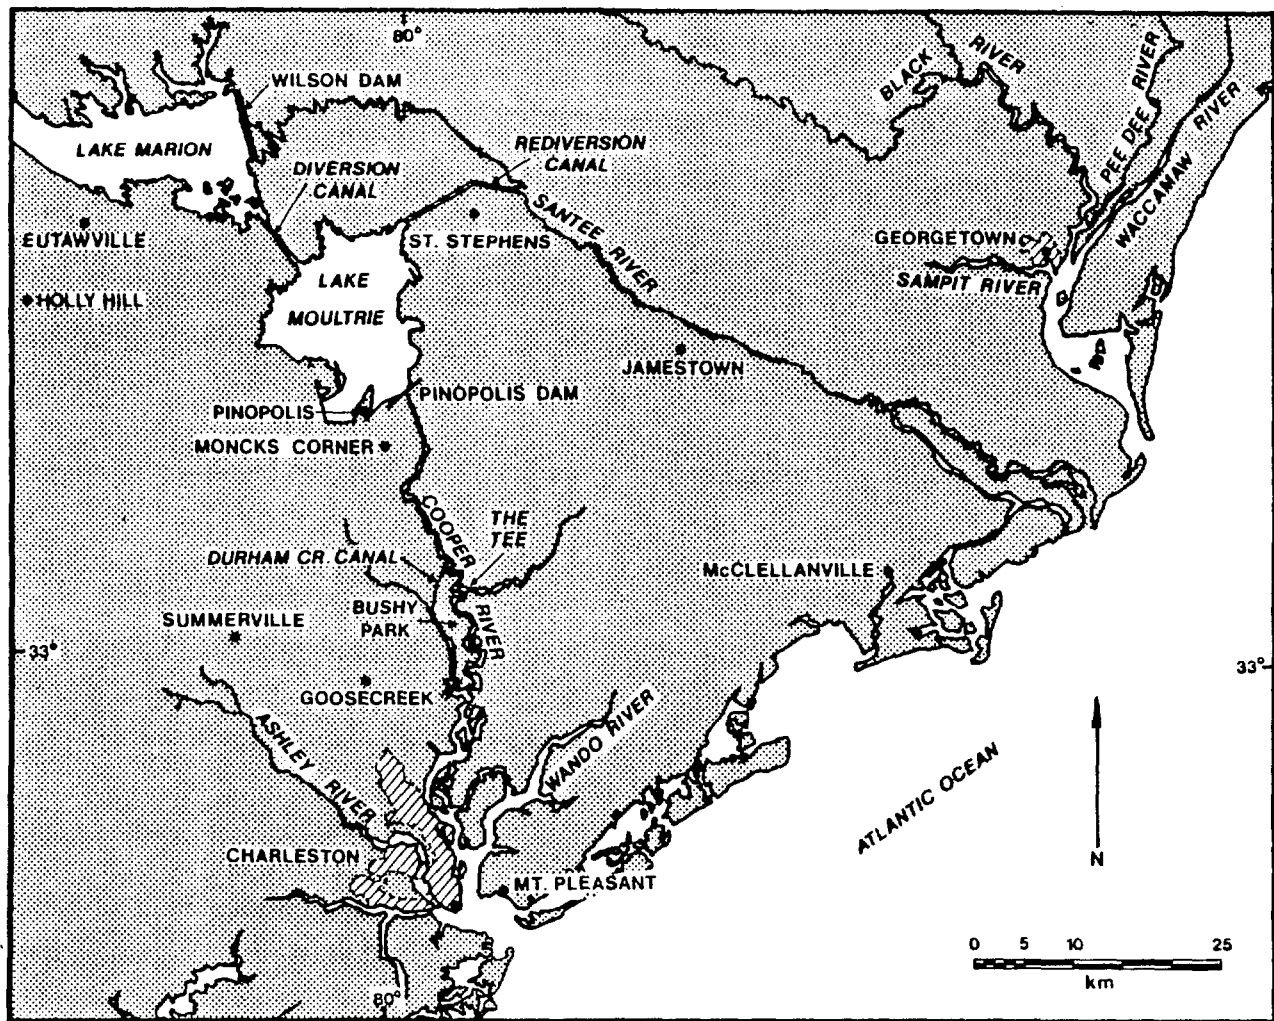 80°
WILSON DAM
BLACK
RIVER
PEE DEE RIVER
WACCAMAW RIVER
LAKE MARION
DIVERSION
CANAL
REDIVERSION
CANAL
SANTEE RIVER
EUTAWVILLE
ST. STEPHENS
GEORGETOWN
SAMPIT RIVER
HOLLY HILL
LAKE
MOULTRIE
JAMESTOWN
PINOPOLIS DAM
PINOPOLIS
MONCKS CORNER
COOPER
RIVER
THE
TEE
DURHAM CR. CANAL
McCLELLANVILLE
BUSHY
PARK
SUMMERVILLE
33°
33°
GOOSECREEK
ASHLEY RIVER
WANDO RIVER
ATLANTIC OCEAN
N
CHARLESTON
MT. PLEASANT
0 5 10 25
km
80°